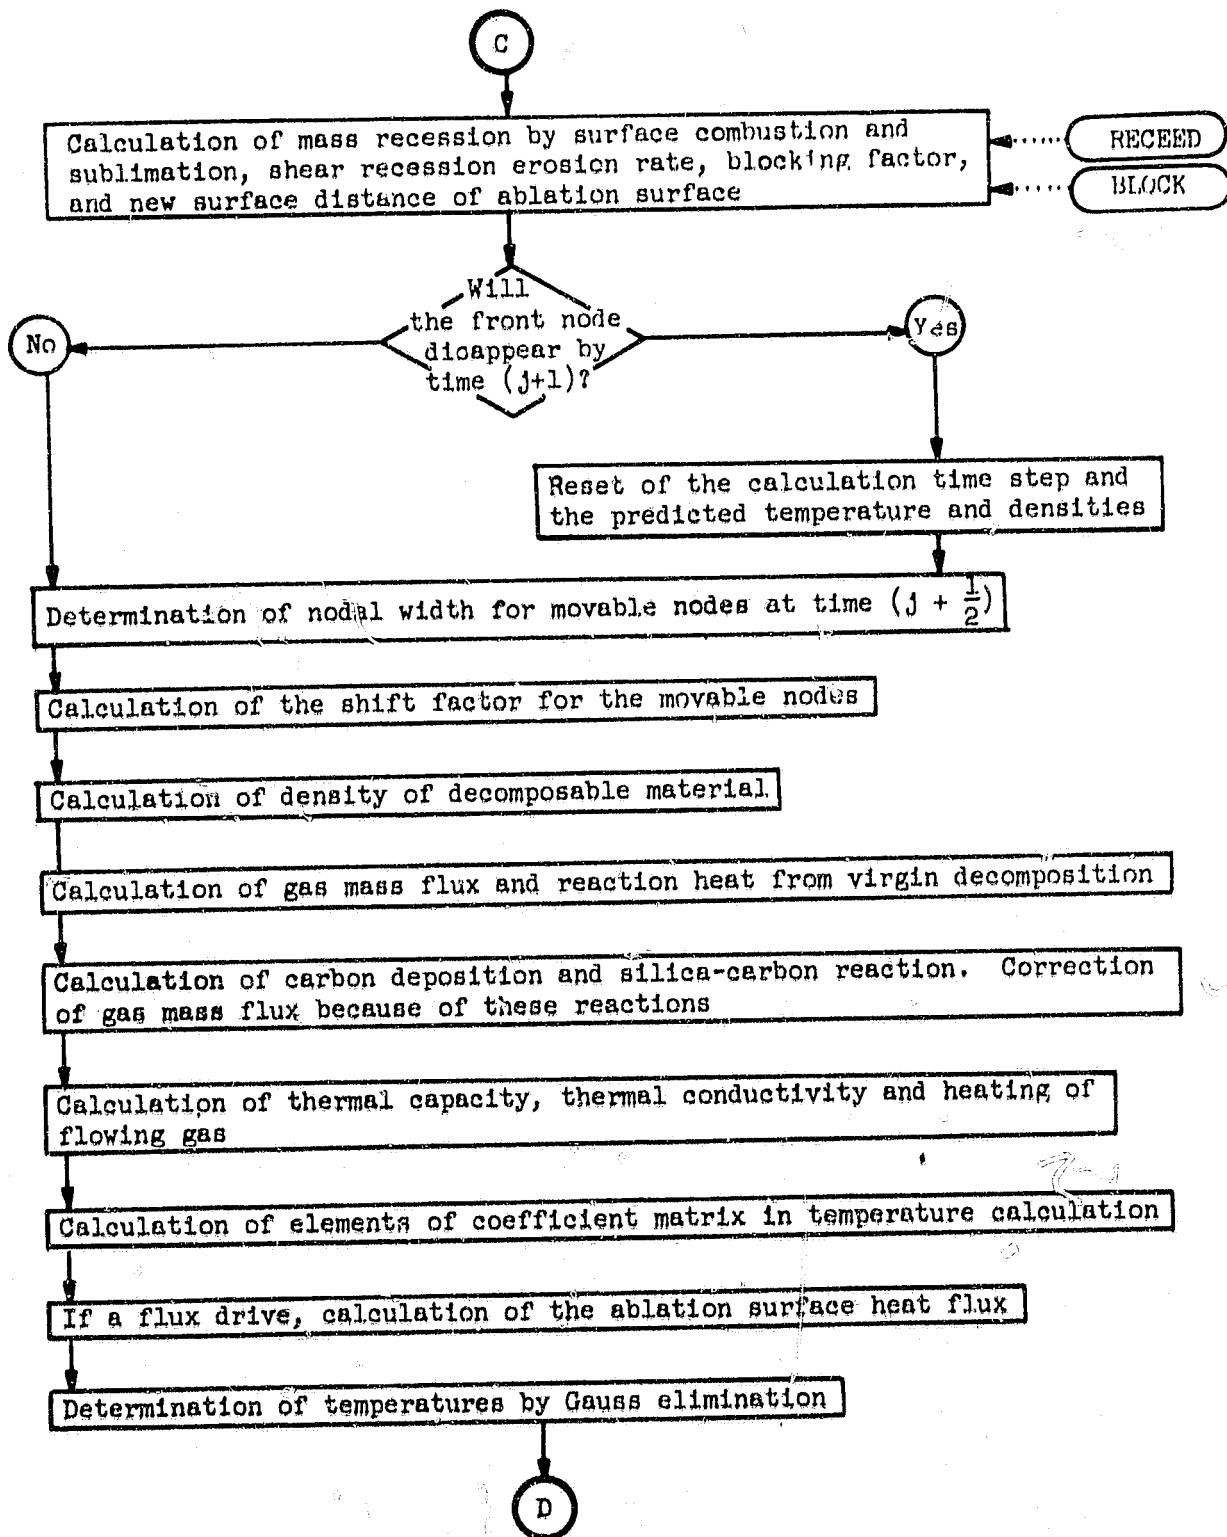 C
Calculation of mass recession by surface combustion and
sublimation, shear recession erosion rate, blocking factor,
and new surface distance of ablation surface
RECEED
BLOCK
Will
the front node
dicappear by
time (j+1)?
No
Yes
Reset of the calculation time step and
the predicted temperature and densities
Determination of nodal width for movable nodes at time (j + 1/2)
Calculation of the shift factor for the movable nodes
Calculation of density of decomposable material
Calculation of gas mass flux and reaction heat from virgin decomposition
Calculation of carbon deposition and silica-carbon reaction. Correction
of gas mass flux because of these reactions
Calculation of thermal capacity, thermal conductivity and heating of
flowing gas
Calculation of elements of coefficient matrix in temperature calculation
If a flux drive, calculation of the ablation surface heat flux
Determination of temperatures by Gauss elimination
D